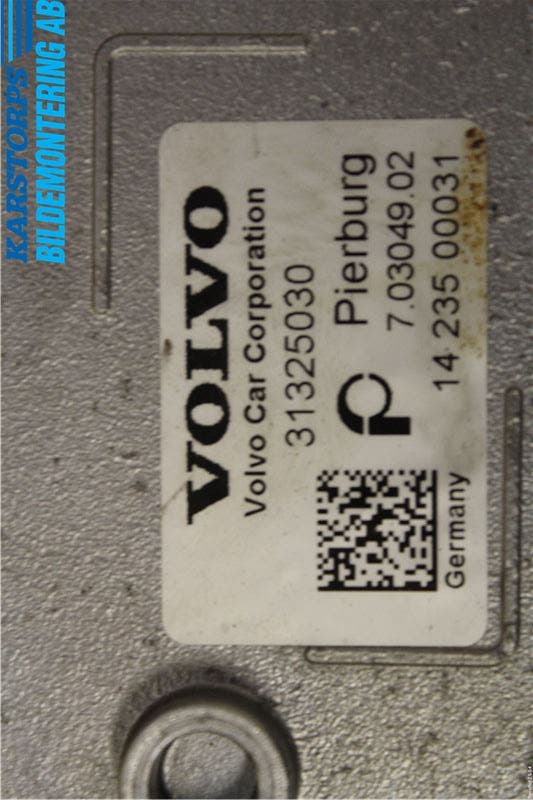 KARSTORPS
BILDEMONTERING AB
VOLVO
Volvo Car Corporation
31325030
Pierburg
7.03049.02
14 235 00031
Germany